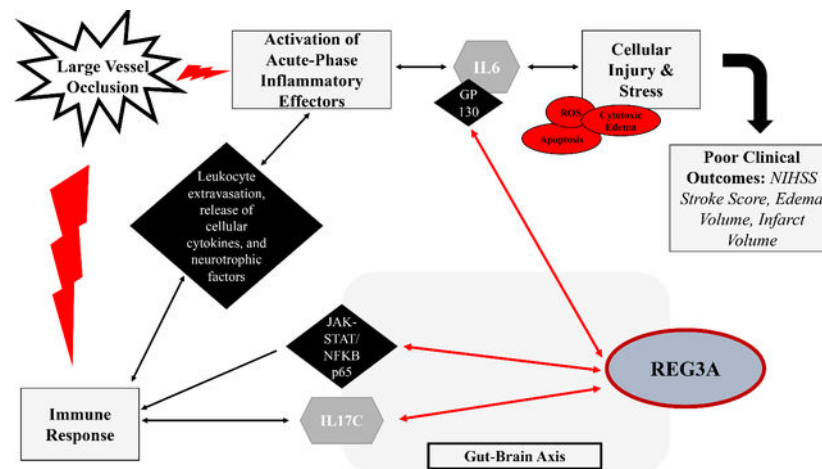 Large Vessel
Occlusion
Activation of
Acute-Phase
Inflammatory
Effectors
IL6
GP
130
Cellular
Injury &
Stress
ROS
Cytotoxic
Edema
Apoptosis
Poor Clinical
Outcomes: NIHSS
Stroke Score, Edema
Volume, Infarct
Volume
Leukocyte
extravasation,
release of
cellular
cytokines, and
neurotrophic
factors
JAK-
STAT/
NFKB
p65
REG3A
Immune
Response
IL17C
Gut-Brain Axis